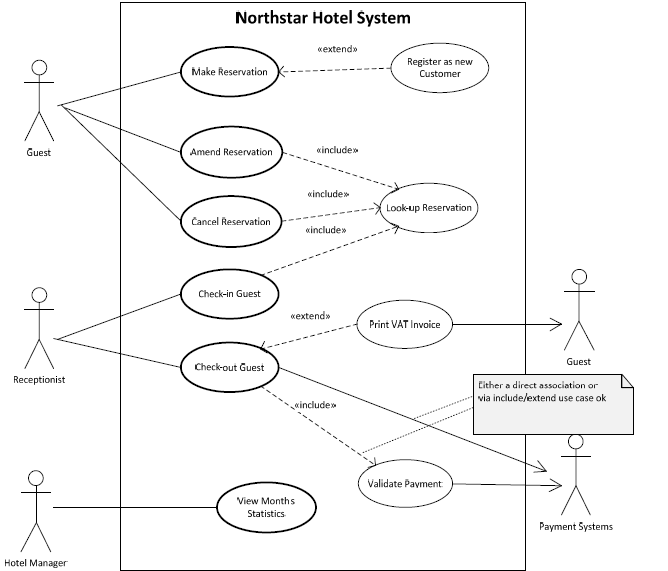 Northstar Hotel System
«extend»
Make Reservation
Register as new
Customer
Guest
Amend Reservation
«include»
«include»
Look-up Reservation
Cancel Reservation
«include»
Check-in Guest
«extend»
Print VAT Invoice
Guest
Receptionist
Check-out Guest
Either a direct association or
via include/extend use case ok
«include»
Validate Payment
View Months
Statistics
Payment Systems
Hotel Manager